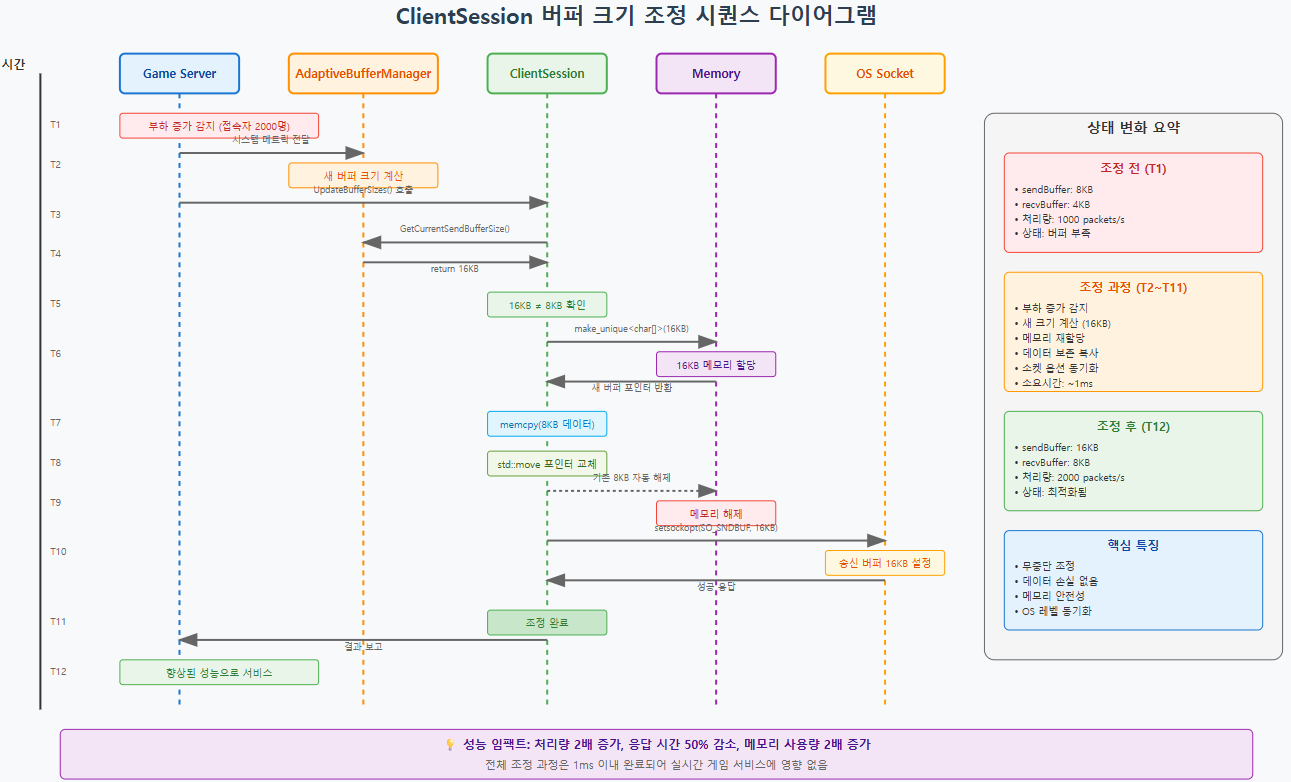 ClientSession 버퍼 크기 조정 시퀀스 다이어그램
시간
Game Server
AdaptiveBufferManager
ClientSession
Memory
OS Socket
T1
부하 증가 감지 (접속자 2000명)
시스템 메트릭 전달
T2
새 버퍼 크기 계산
UpdateBufferSizes() 호출
T3
GetCurrentSendBufferSize()
T4
return 16KB
T5
16KB ≠ 8KB 확인
make_unique<char[]>(16KB)
T6
16KB 메모리 할당
새 버퍼 포인터 반환
T7
memcpy(8KB 데이터)
T8
std::move 포인터 교체
기존 8KB 자동 해제
T9
메모리 해제
setsockopt(SO_SNDBUF, 16KB)
T10
송신 버퍼 16KB 설정
성공 응답
T11
조정 완료
결과 보고
T12
향상된 성능으로 서비스
상태 변화 요약
조정 전 (T1)
• sendBuffer: 8KB
• recvBuffer: 4KB
• 처리량: 1000 packets/s
• 상태: 버퍼 부족
조정 과정 (T2~T11)
• 부하 증가 감지
• 새 크기 계산 (16KB)
• 메모리 재할당
• 데이터 보존 복사
• 소켓 옵션 동기화
• 소요시간: ~1ms
조정 후 (T12)
• sendBuffer: 16KB
• recvBuffer: 8KB
• 처리량: 2000 packets/s
• 상태: 최적화됨
핵심 특징
• 무중단 조정
• 데이터 손실 없음
• 메모리 안전성
• OS 레벨 동기화
💡 성능 임팩트: 처리량 2배 증가, 응답 시간 50% 감소, 메모리 사용량 2배 증가
전체 조정 과정은 1ms 이내 완료되어 실시간 게임 서비스에 영향 없음